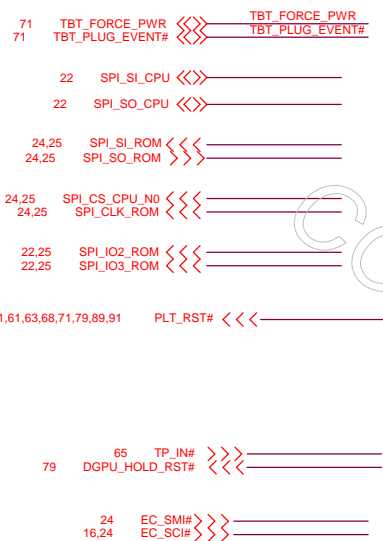 71 TBT_FORCE_PWR TBT_FORCE_PWR
71 TBT_PLUG_EVENT# TBT_PLUG_EVENT#
22 SPI_SI_CPU
22 SPI_SO_CPU
24,25 SPI_SI_ROM
24,25 SPI_SO_ROM
24,25 SPI_CS_CPU_N0
24,25 SPI_CLK_ROM
22,25 SPI_IO2_ROM
22,25 SPI_IO3_ROM
1,61,63,68,71,79,89,91 PLT_RST#
65 TP_IN#
79 DGPU_HOLD_RST#
24 EC_SMI#
16,24 EC_SCI#